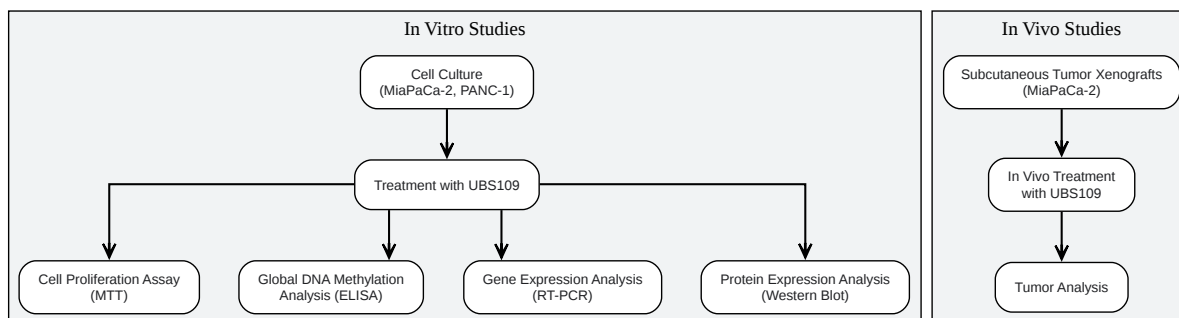 In Vitro Studies
Cell Culture
(MiaPaCa-2, PANC-1)
Treatment with UBS109
Cell Proliferation Assay
(MTT)
Global DNA Methylation
Analysis (ELISA)
Gene Expression Analysis
(RT-PCR)
Protein Expression Analysis
(Western Blot)
In Vivo Studies
Subcutaneous Tumor Xenografts
(MiaPaCa-2)
In Vivo Treatment
with UBS109
Tumor Analysis